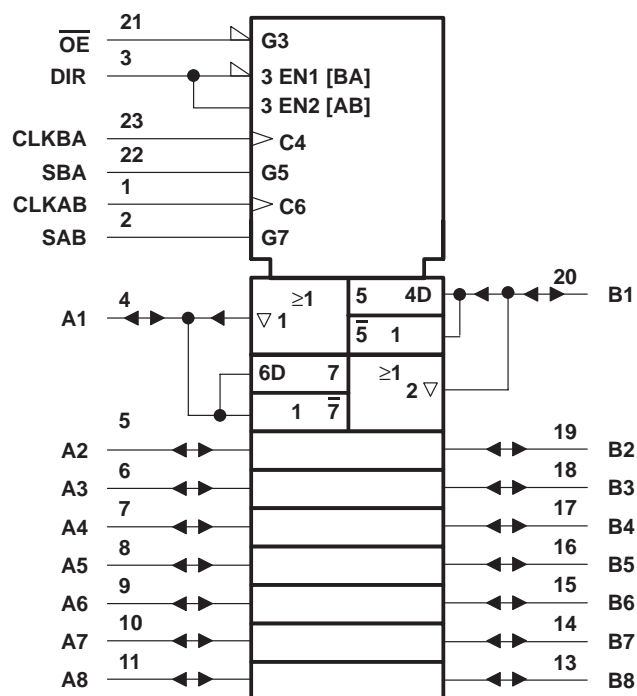 21
OE G3
3
DIR 3 EN1 [BA]
3 EN2 [AB]
23
CLKBA C4
22
SBA G5
1
CLKAB C6
2
SAB G7
4 ≥1 5 4D 20
A1 ▽ 1 B1
5 1
6D 7 ≥1
2 ▽
1 7
5 19
A2 B2
6 18
A3 B3
7 17
A4 B4
8 16
A5 B5
9 15
A6 B6
10 14
A7 B7
11 13
A8 B8